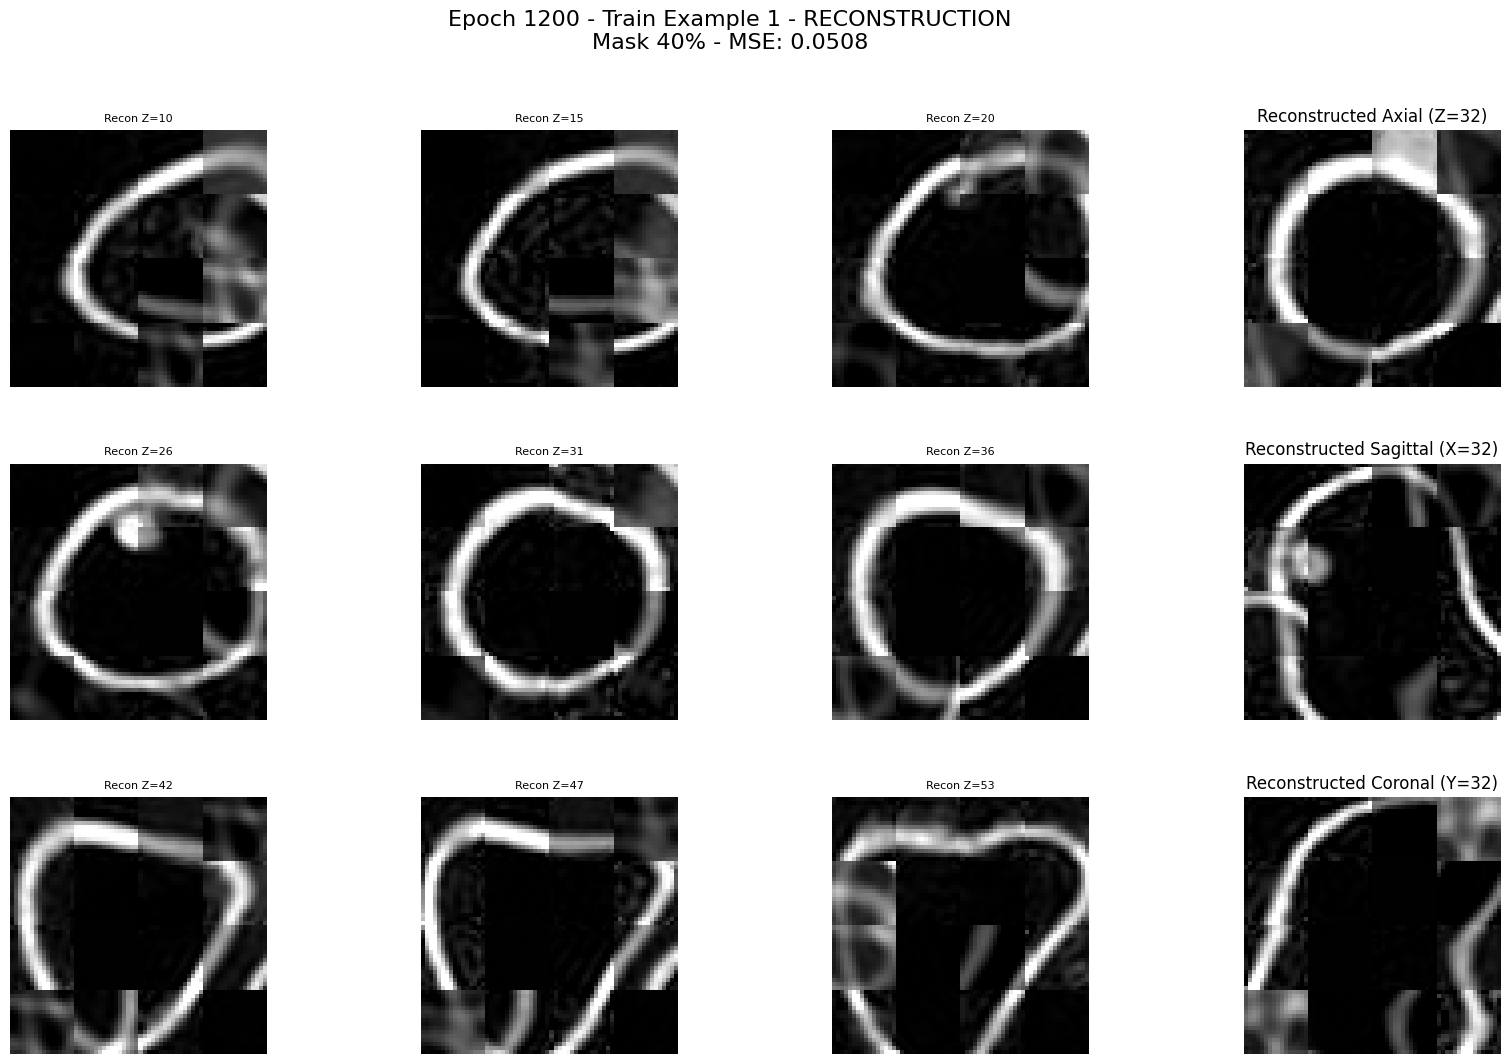 Epoch 1200 - Train Example 1 - RECONSTRUCTION
Mask 40% - MSE: 0.0508
Recon Z=10
Recon Z=15
Recon Z=20
Reconstructed Axial (Z=32)
Recon Z=26
Recon Z=31
Recon Z=36
Reconstructed Sagittal (X=32)
Recon Z=42
Recon Z=47
Recon Z=53
Reconstructed Coronal (Y=32)